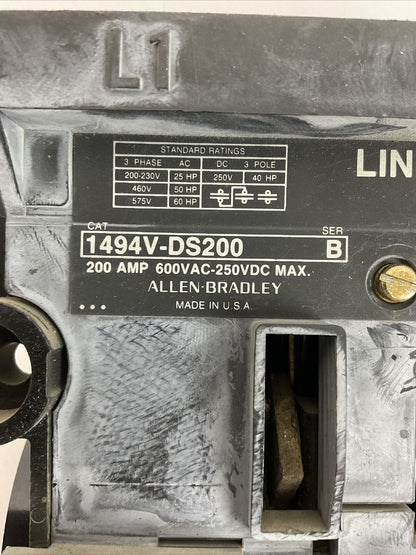 L1
STANDARD RATINGS
3 PHASE AC DC 3 POLE
200-230V 25 HP 250V 40 HP
460V 50 HP
575V 60 HP
LIN
CAT SER
1494V-DS200 B
200 AMP 600VAC-250VDC MAX.
ALLEN-BRADLEY
MADE IN U.S.A.